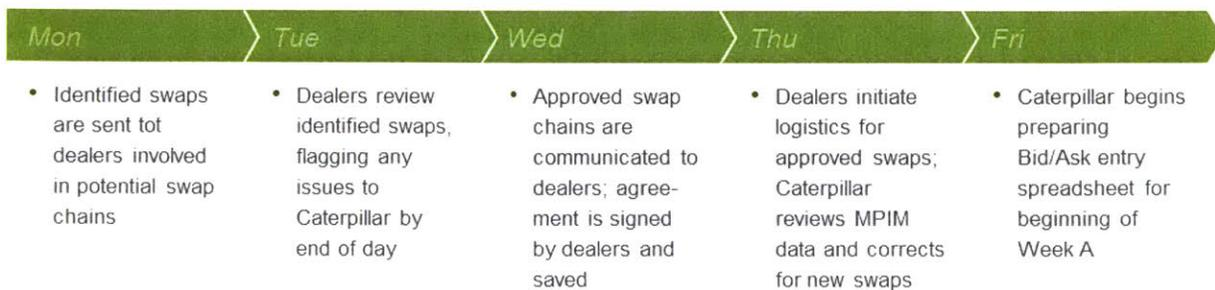 Mon
Tue
Wed
Thu
Fri
• Identified swaps
are sent tot
dealers involved
in potential swap
chains
• Dealers review
identified swaps,
flagging any
issues to
Caterpillar by
end of day
• Approved swap
chains are
communicated to
dealers; agree-
ment is signed
by dealers and
saved
• Dealers initiate
logistics for
approved swaps;
Caterpillar
reviews MPIM
data and corrects
for new swaps
• Caterpillar begins
preparing
Bid/Ask entry
spreadsheet for
beginning of
Week A